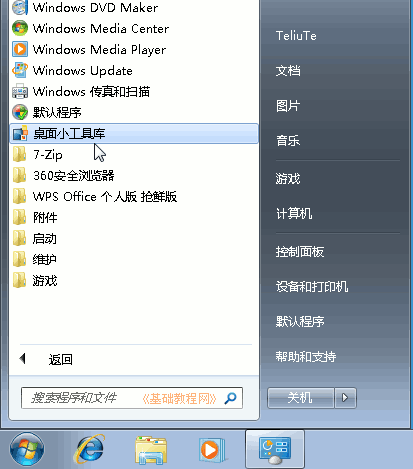 Windows DVD Maker
Windows Media Center
Windows Media Player
Windows Update
Windows 传真和扫描
默认程序
桌面小工具库
7-Zip
360安全浏览器
WPS Office 个人版 抢鲜版
附件
启动
维护
游戏
返回
搜索程序和文件
《基础教程网》
TeliuTe
文档
图片
音乐
游戏
计算机
控制面板
设备和打印机
默认程序
帮助和支持
关机